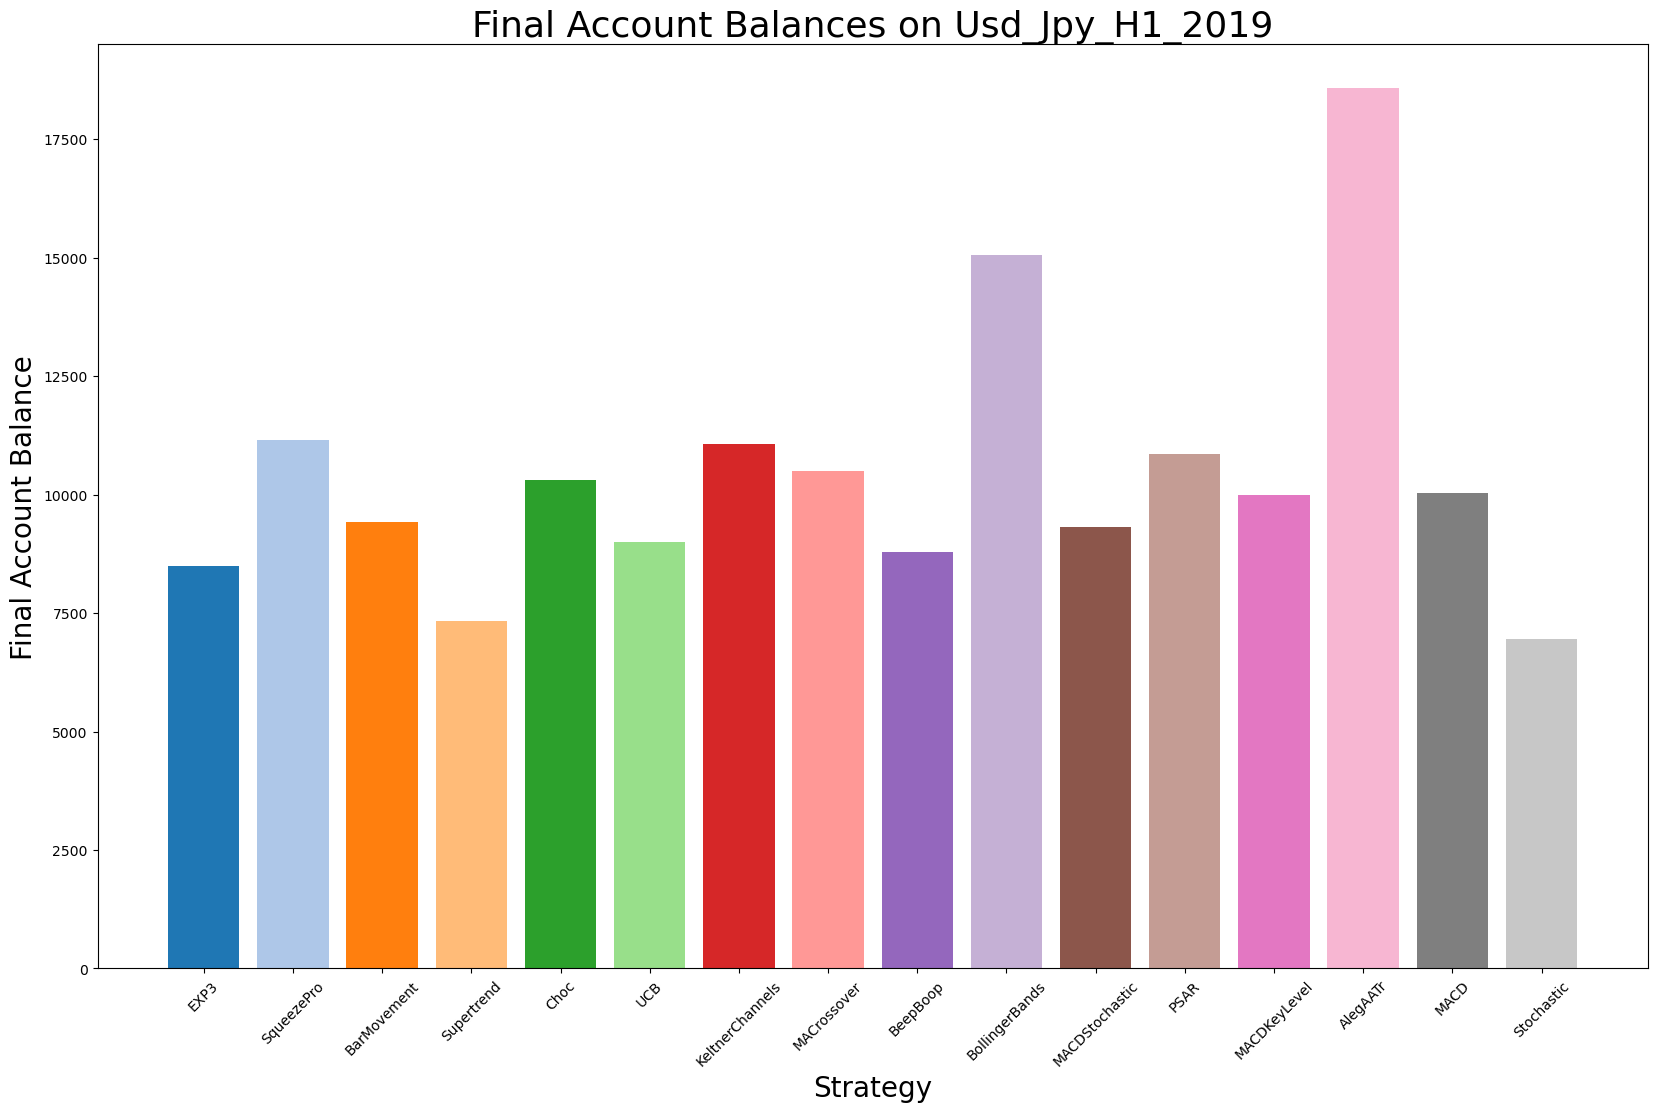 Final Account Balances on Usd_Jpy_H1_2019
Final Account Balance
17500
15000
12500
10000
7500
5000
2500
0
EXP3
SqueezePro
BarMovement
Supertrend
Choc
UCB
KeltnerChannels
MACrossover
BeepBoop
BollingerBands
MACDStochastic
PSAR
MACDKeyLevel
AlegAATr
MACD
Stochastic
Strategy